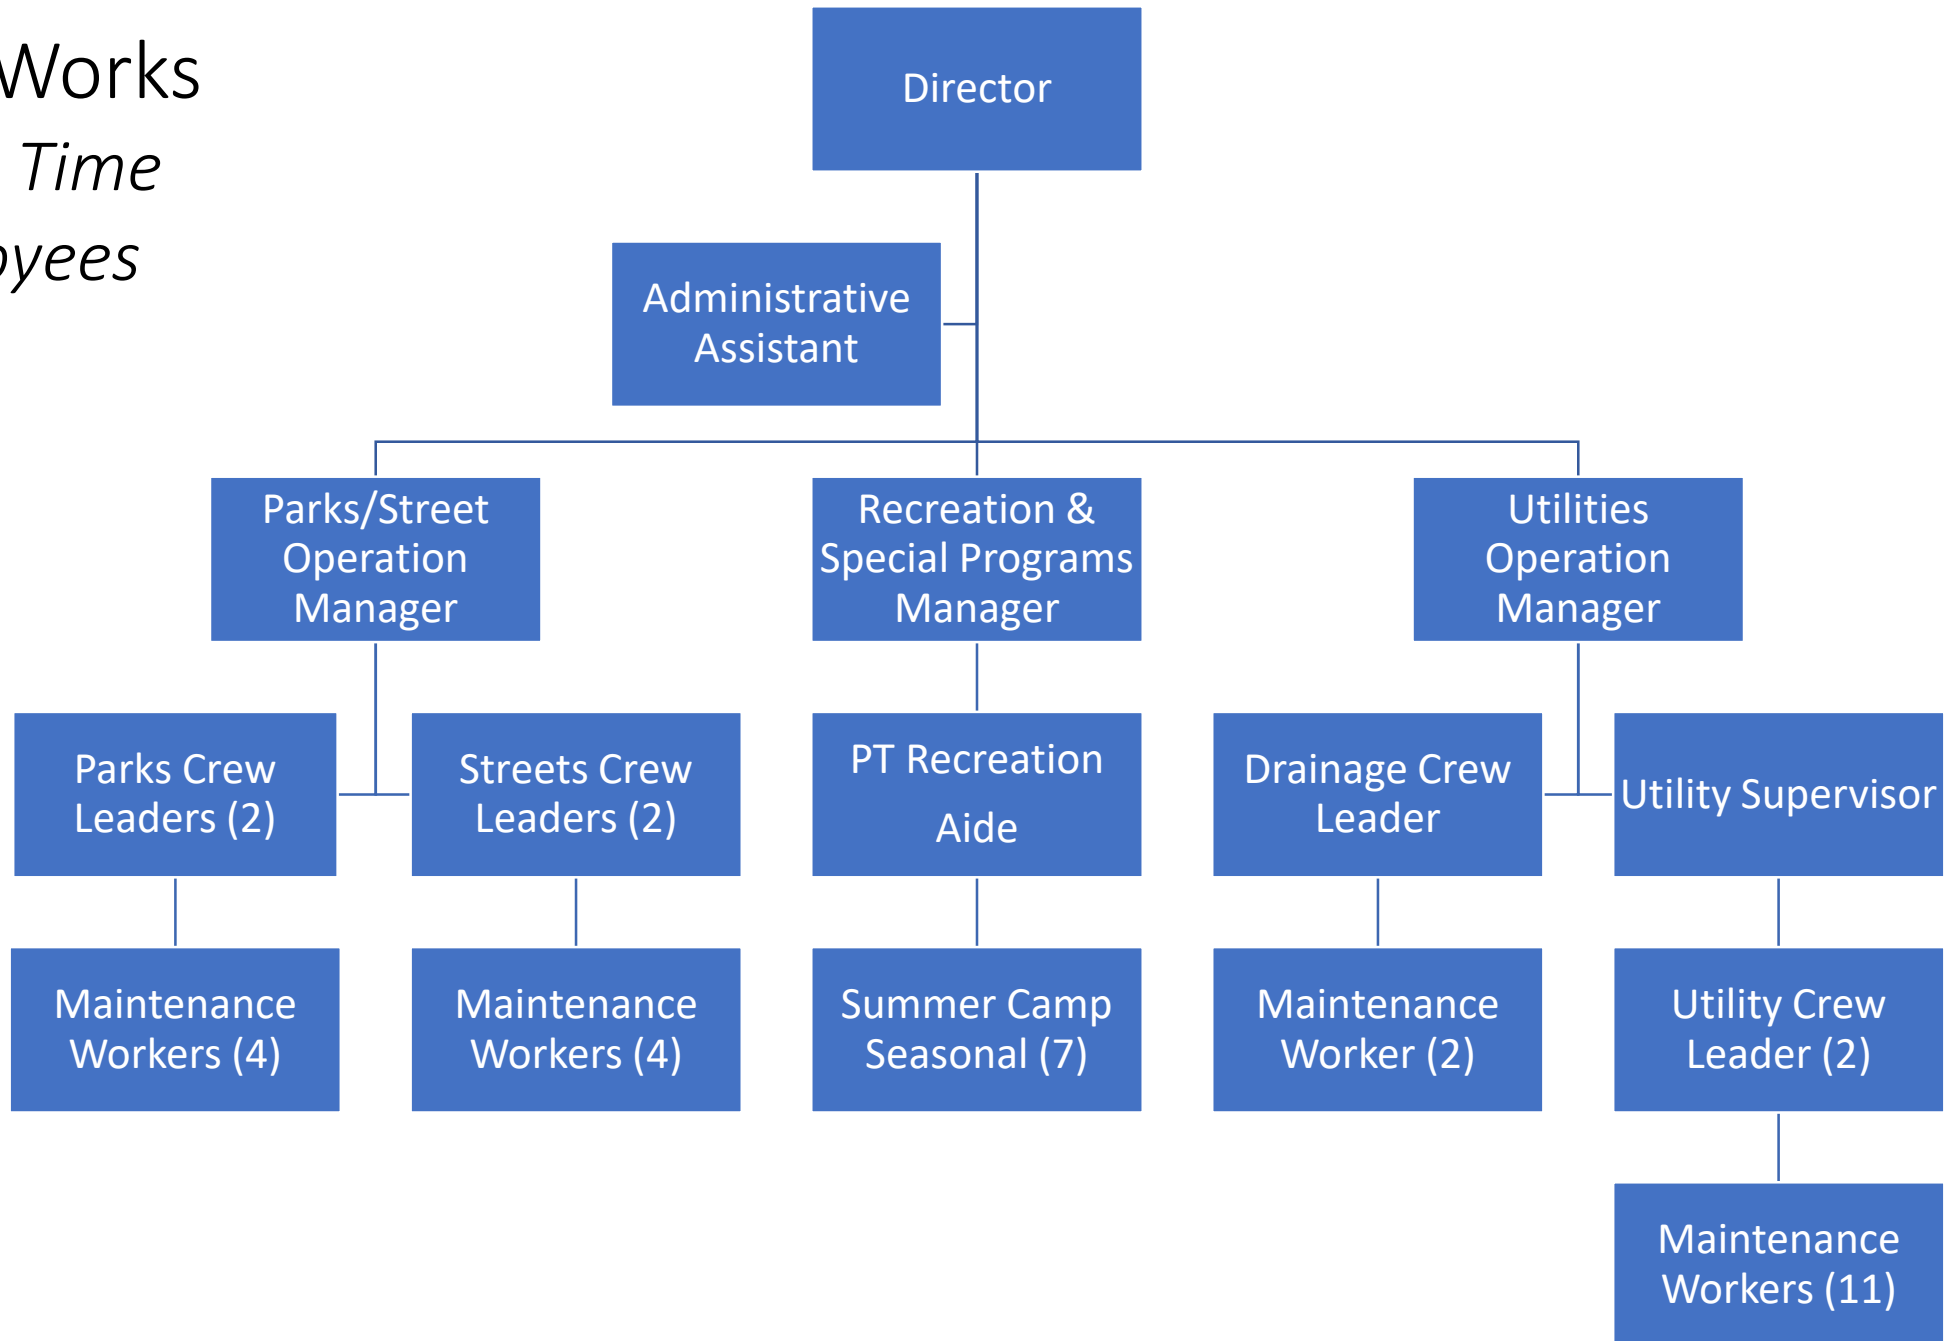 Works
Time
Director
Administrative
Assistant
Parks/Street
Operation
Manager
Recreation &
Special Programs
Manager
Utilities
Operation
Manager
Parks Crew
Leaders (2)
Streets Crew
Leaders (2)
PT Recreation
Aide
Drainage Crew
Leader
Utility Supervisor
Maintenance
Workers (4)
Maintenance
Workers (4)
Summer Camp
Seasonal (7)
Maintenance
Worker (2)
Utility Crew
Leader (2)
Maintenance
Workers (11)